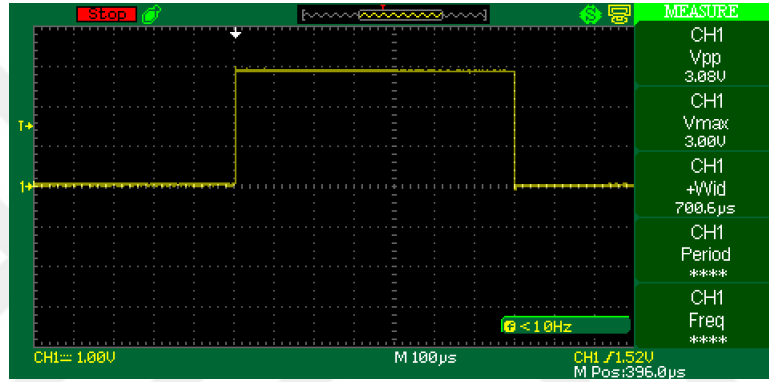 Stop
MEASURE
CH1
Vpp
3.08V
CH1
Vmax
3.00V
CH1
+Wid
700.6μs
CH1
Period
****
CH1
Freq
****
T
1
f <10Hz
CH1 1.00V
M 100μs
CH1 /1.52V
M Pos:396.0μs